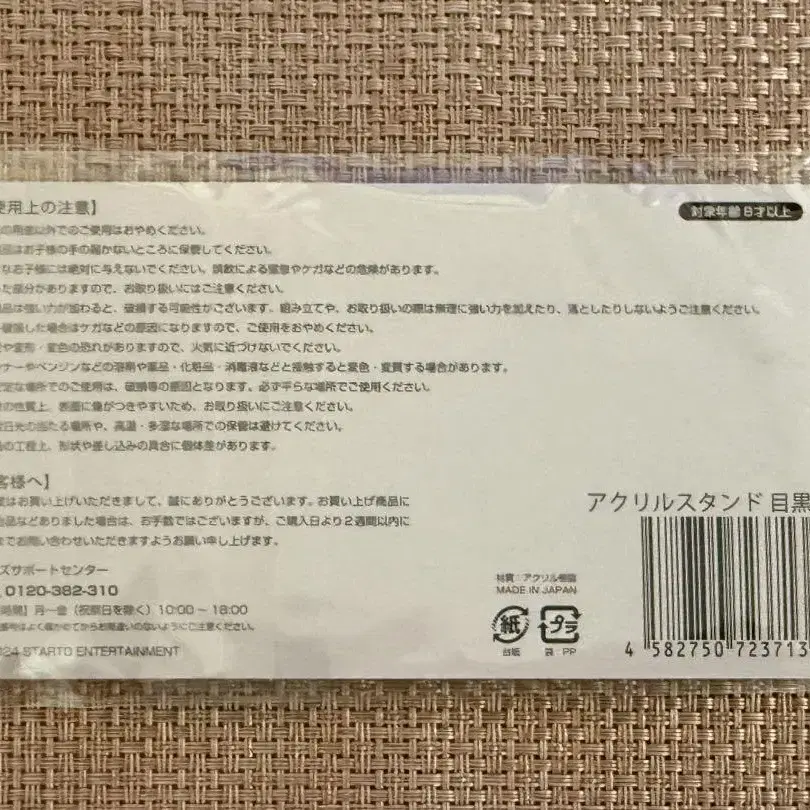 使用上の注意】
対象年齢8才以上
の用途以外でのご使用はおやめください。
品はお子様の手の届かないところに保管してください。
なお子様には絶対に与えないでください。誤飲による窒息やケガなどの危険があります。
た部分がありますので、お取り扱いにはご注意ください。
品は強い力が加わると、破損する可能性がございます。組み立てや、お取り扱いの際は無理に強い力を加えたり、落としたりしないようご注意ください。
破損した場合はケガなどの原因になりますので、ご使用をおやめください。
や変形・変色の恐れがありますので、火気に近づけないでください。
ナーやベンジンなどの溶剤や薬品・化粧品・消毒液などと接触すると変色・変質する場合があります。
定な場所でのご使用は、破損等の原因となります。必ず平らな場所でご使用ください。
の性質上、表面に傷がつきやすいため、お取り扱いにご注意ください。
日光の当たる場所や、高温・多湿な場所での保管は避けてください。
の工程上、形状や差し込みの具合に個体差があります。
客様へ】
はお買い上げいただきまして、誠にありがとうございます。お買い上げ商品に
品などありました場合は、お手数ではございますが、ご購入日より2週間以内に
までお問い合わせいただきますようお願い申し上げます。
ズサポートセンター
0120-382-310
時間】月~金（祝祭日を除く）10:00~18:00
番号はよく確かめてからお間違いのないようにご注意ください。
024 STARTO ENTERTAINMENT
アクリルスタンド 目黒
材質：アクリル樹脂
MADE IN JAPAN
紙
プラ
台紙
袋 PP
4 582750 723713